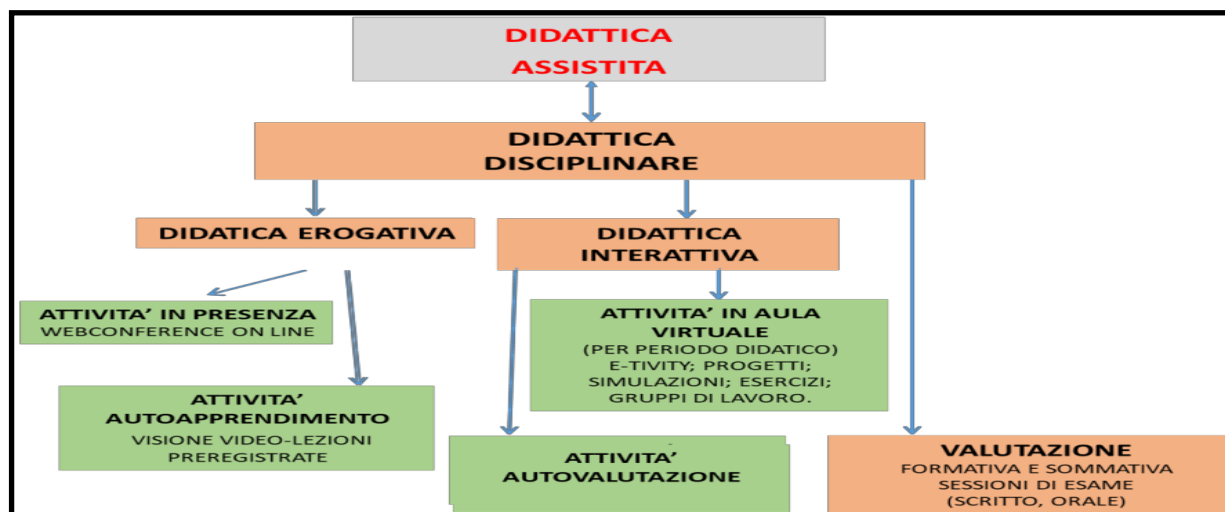 DIDATTICA
ASSISTITA
DIDATTICA
DISCIPLINARE
DIDATICA EROGATIVA
DIDATTICA
INTERATTIVA
ATTIVITA' IN PRESENZA
WEBCONFERENCE ON LINE
ATTIVITA' IN AULA
VIRTUALE
(PER PERIODO DIDATICO)
E-TIVITY; PROGETTI;
SIMULAZIONI; ESERCIZI;
GRUPPI DI LAVORO.
ATTIVITA'
AUTOAPPRENDIMENTO
VISIONE VIDEO-LEZIONI
PREREGISTRATE
ATTIVITA'
AUTOVALUTAZIONE
VALUTAZIONE
FORMATIVA E SOMMATIVA
SESSIONI DI ESAME
(SCRITTO, ORALE)